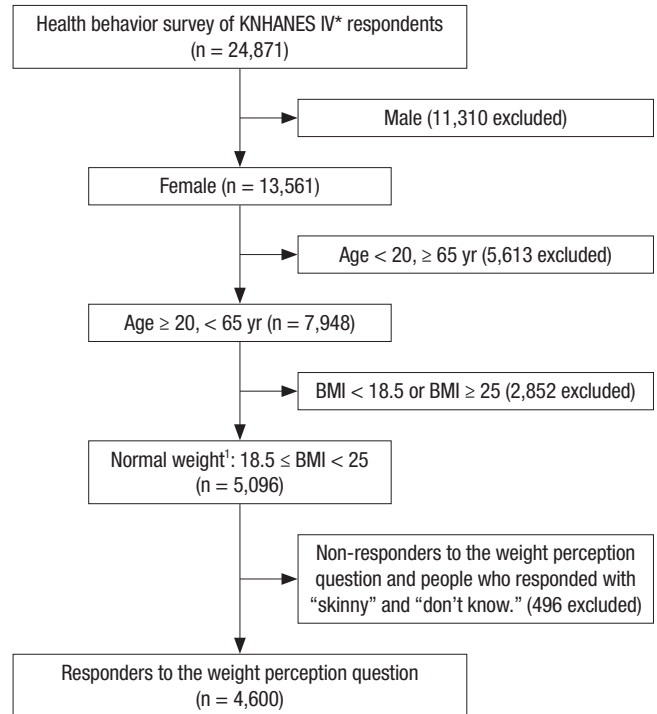 Health behavior survey of KNHANES IV* respondents
(n = 24,871)
Male (11,310 excluded)
Female (n = 13,561)
Age < 20, ≥ 65 yr (5,613 excluded)
Age ≥ 20, < 65 yr (n = 7,948)
BMI < 18.5 or BMI ≥ 25 (2,852 excluded)
Normal weight¹: 18.5 ≤ BMI < 25
(n = 5,096)
Non-responders to the weight perception
question and people who responded with
“skinny” and “don’t know.” (496 excluded)
Responders to the weight perception question
(n = 4,600)